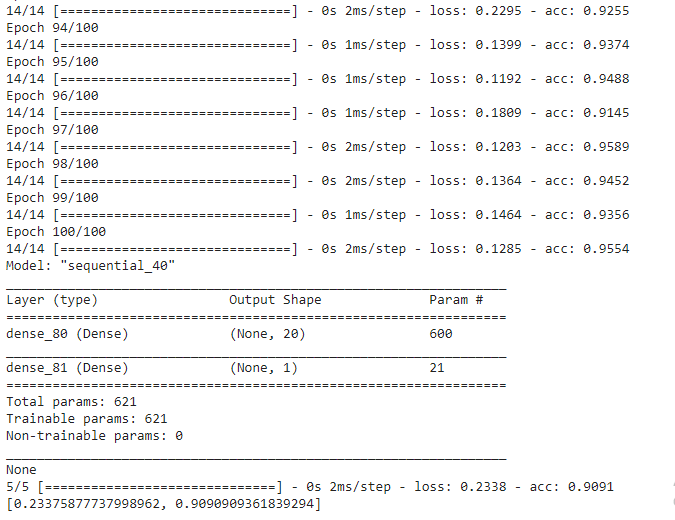 14/14 [==============================] - 0s 2ms/step - loss: 0.2295 - acc: 0.9255
Epoch 94/100
14/14 [==============================] - 0s 1ms/step - loss: 0.1399 - acc: 0.9374
Epoch 95/100
14/14 [==============================] - 0s 1ms/step - loss: 0.1192 - acc: 0.9488
Epoch 96/100
14/14 [==============================] - 0s 1ms/step - loss: 0.1809 - acc: 0.9145
Epoch 97/100
14/14 [==============================] - 0s 2ms/step - loss: 0.1203 - acc: 0.9589
Epoch 98/100
14/14 [==============================] - 0s 2ms/step - loss: 0.1364 - acc: 0.9452
Epoch 99/100
14/14 [==============================] - 0s 1ms/step - loss: 0.1464 - acc: 0.9356
Epoch 100/100
14/14 [==============================] - 0s 2ms/step - loss: 0.1285 - acc: 0.9554
Model: "sequential_40"
_________________________________________________________________
Layer (type)                 Output Shape              Param #
=================================================================
dense_80 (Dense)             (None, 20)                600
_________________________________________________________________
dense_81 (Dense)             (None, 1)                 21
=================================================================
Total params: 621
Trainable params: 621
Non-trainable params: 0
_________________________________________________________________
None
5/5 [==============================] - 0s 2ms/step - loss: 0.2338 - acc: 0.9091
[0.23375877737998962, 0.9090909361839294]